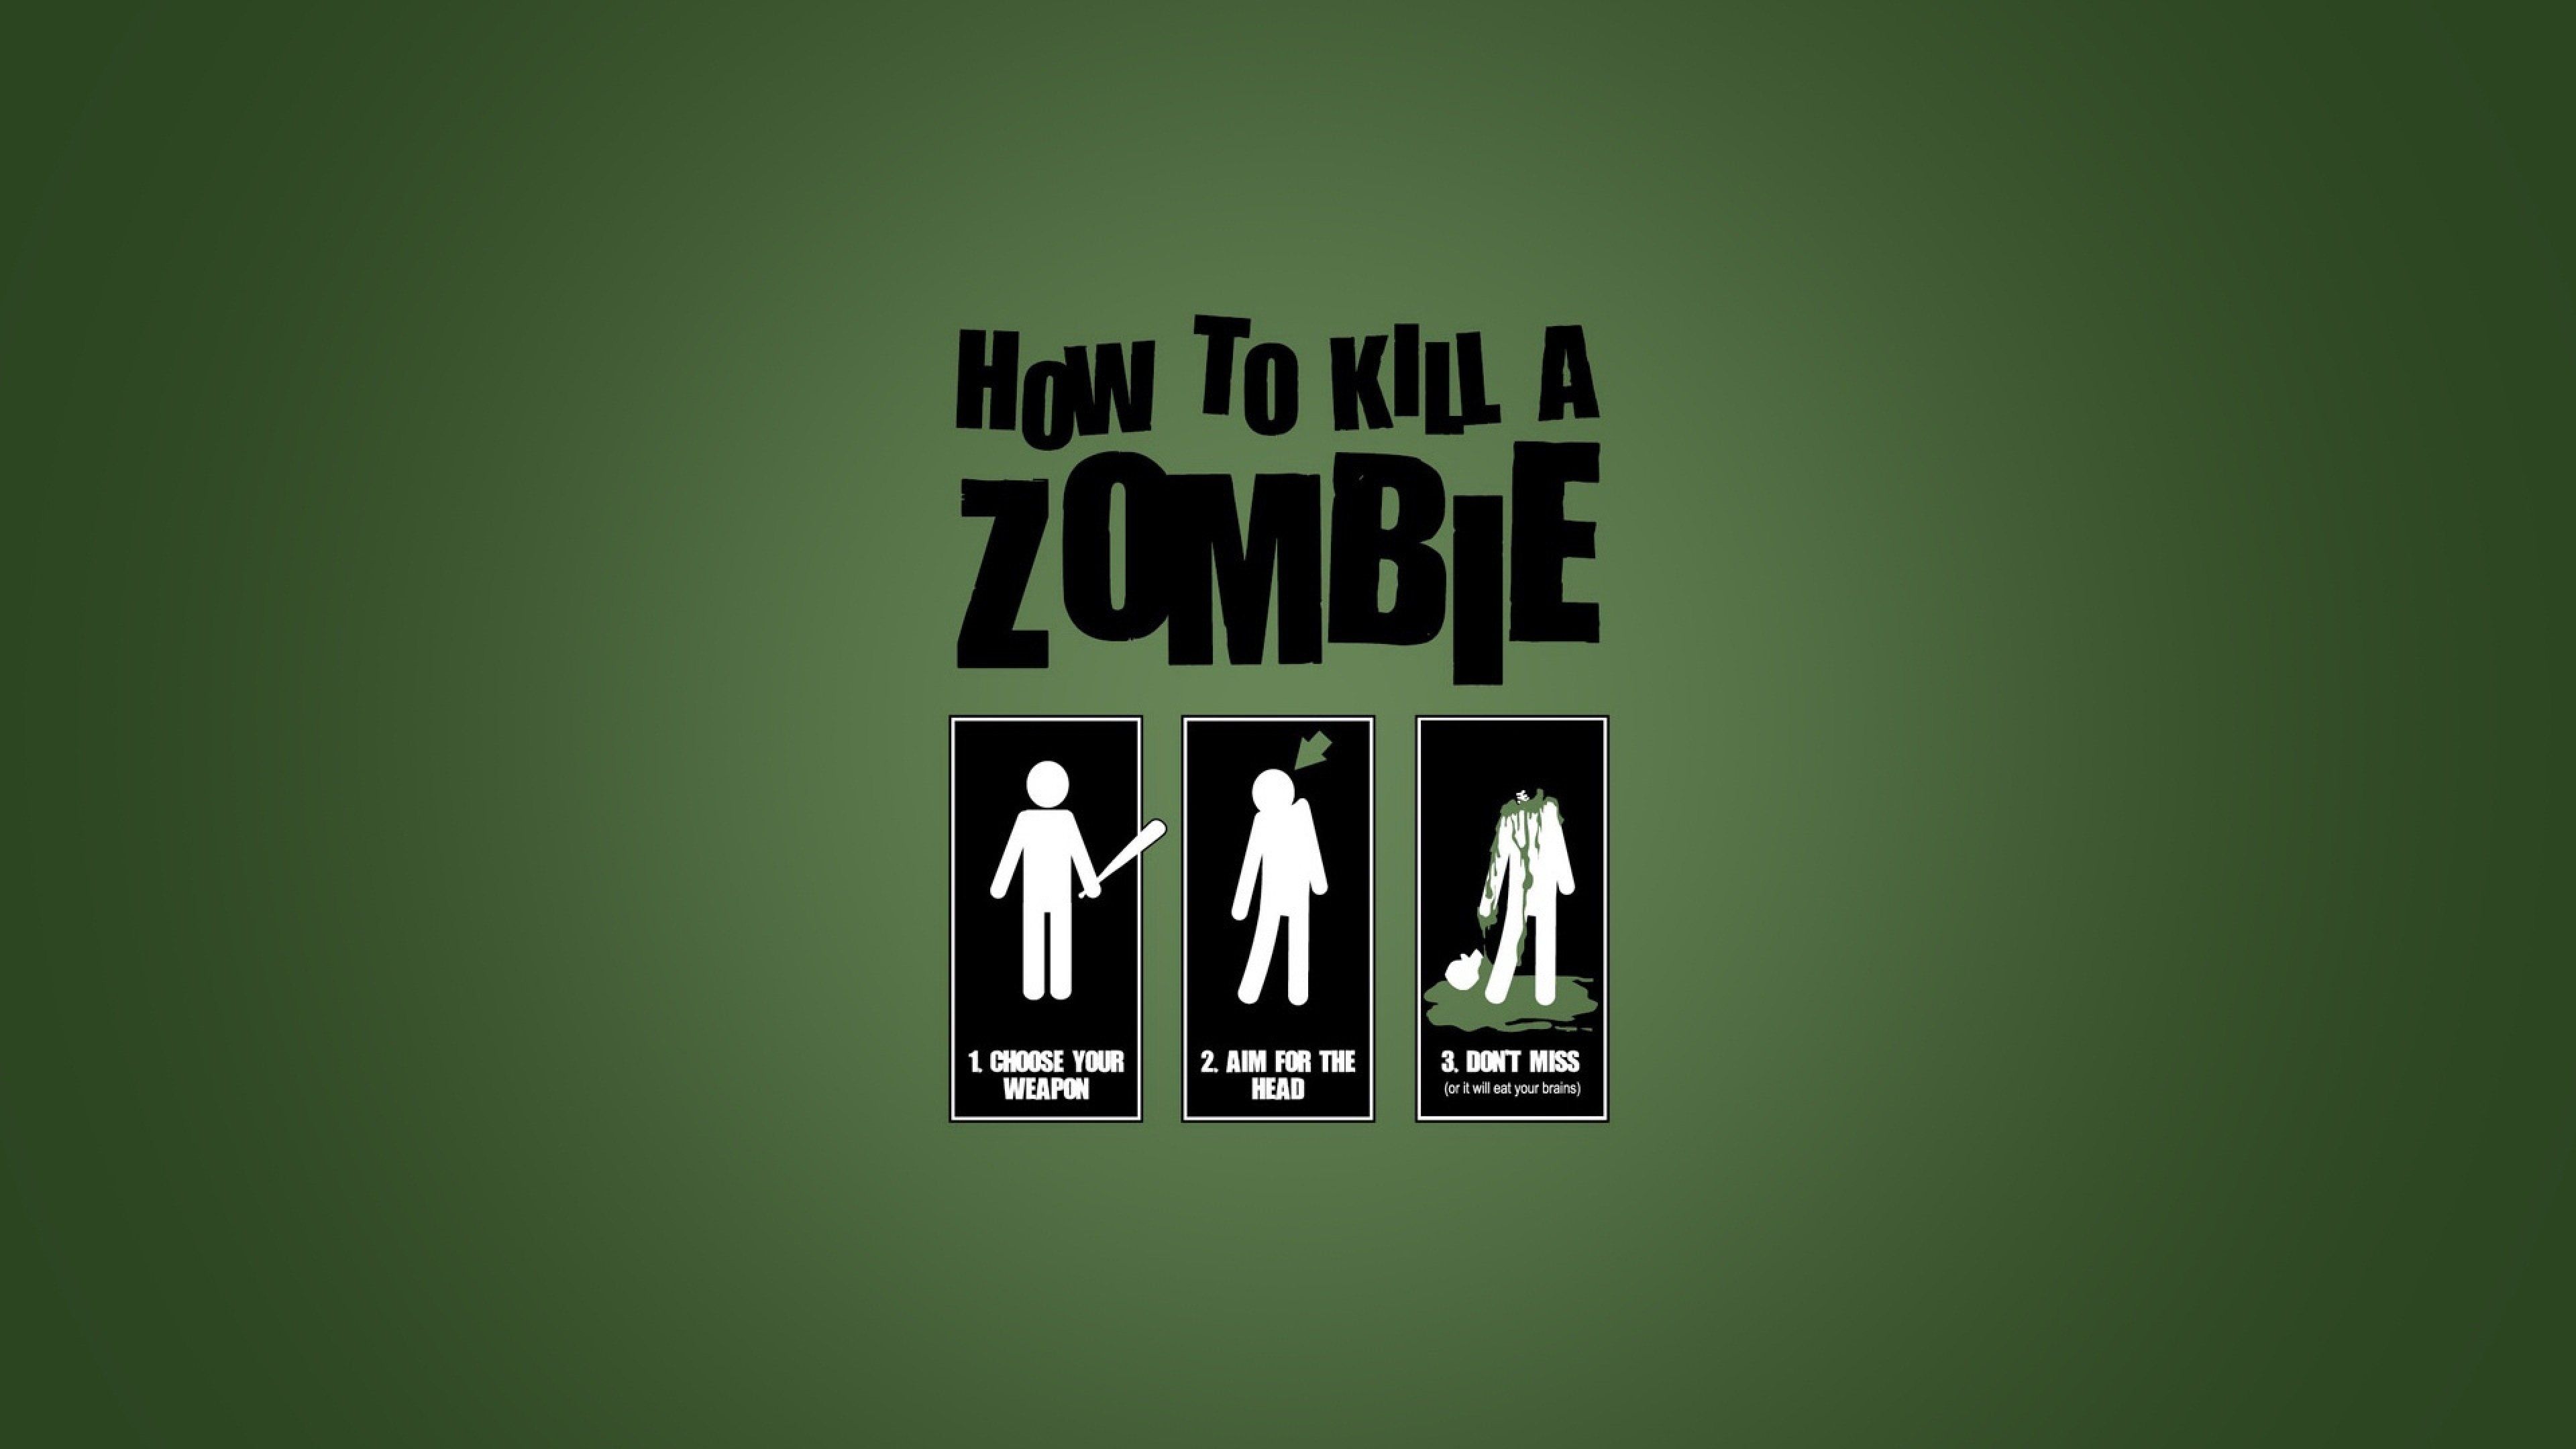 HOW TO KILL A
ZOMBIE
1. CHOOSE YOUR
WEAPON
2. AIM FOR THE
HEAD
3. DON'T MISS
(or it will eat your brains)